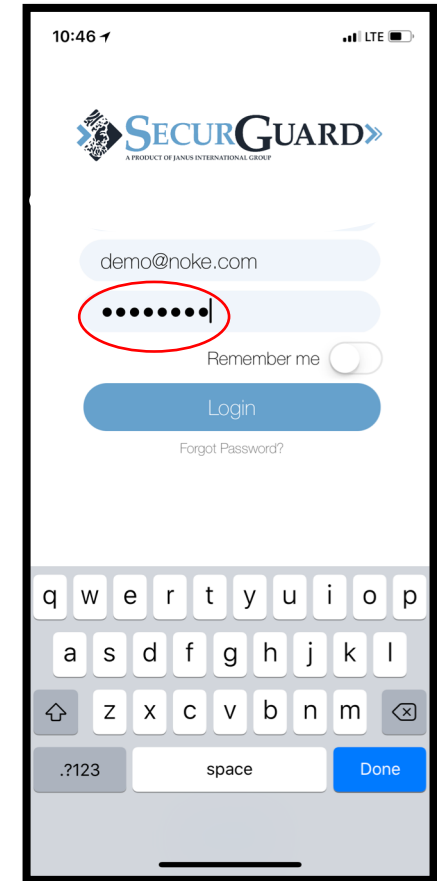 10:46 LTE
SECURGUARD
A PRODUCT OF JANUS INTERNATIONAL GROUP
demo@noke.com
••••••••
Remember me
Login
Forgot Password?
q w e r t y u i o p
a s d f g h j k l
z x c v b n m
.?123 space Done